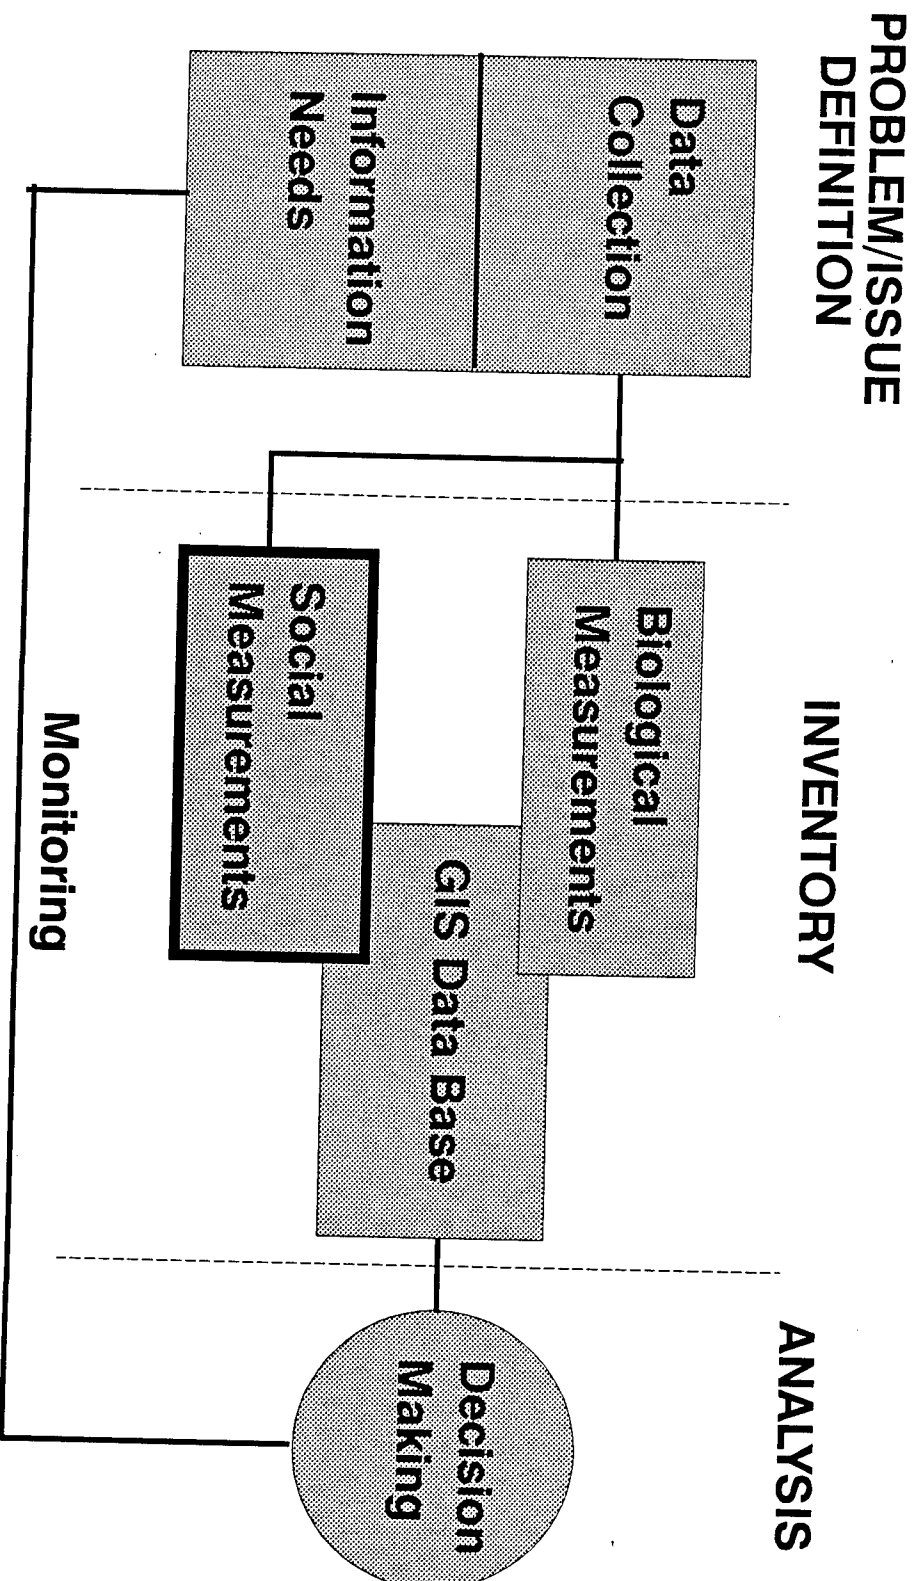 PROBLEM/ISSUE
DEFINITION
INVENTORY
ANALYSIS
Data
Collection
Information
Needs
Biological
Measurements
Social
Measurements
GIS Data Base
Decision
Making
Monitoring